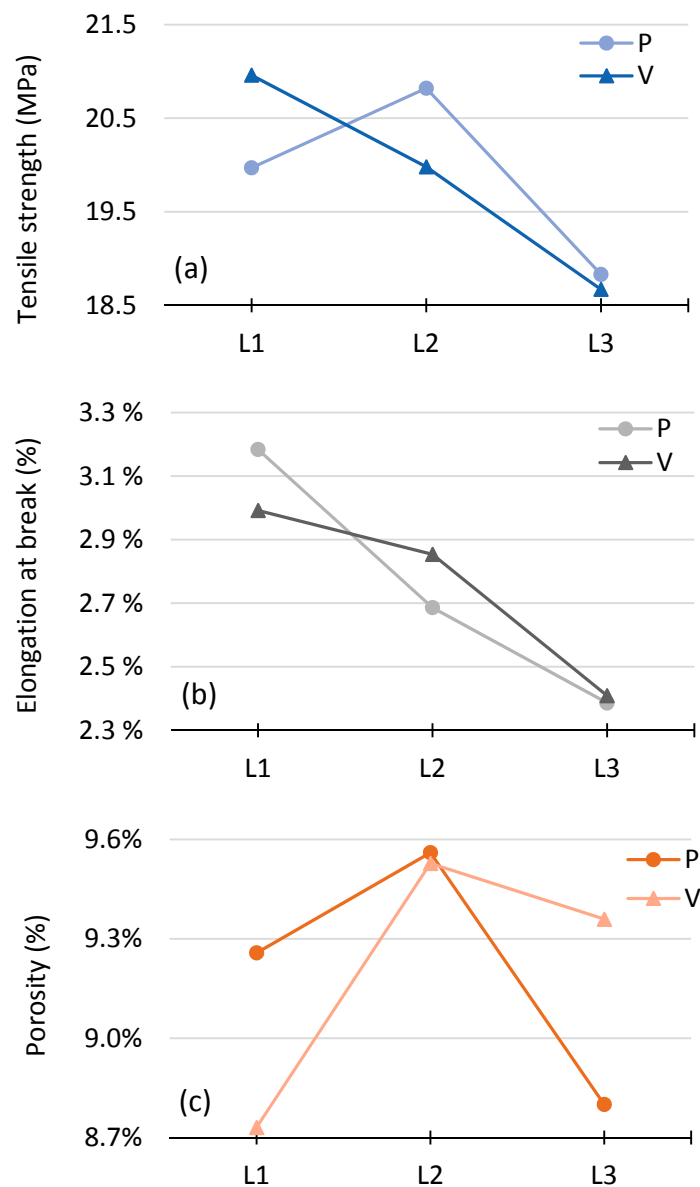 Tensile strength (MPa)
21.5
20.5
19.5
18.5
P
V
(a)
L1 L2 L3
Elongation at break (%)
3.3 %
3.1 %
2.9 %
2.7 %
2.5 %
2.3 %
P
V
(b)
L1 L2 L3
Porosity (%)
9.6%
9.3%
9.0%
8.7%
P
V
(c)
L1 L2 L3